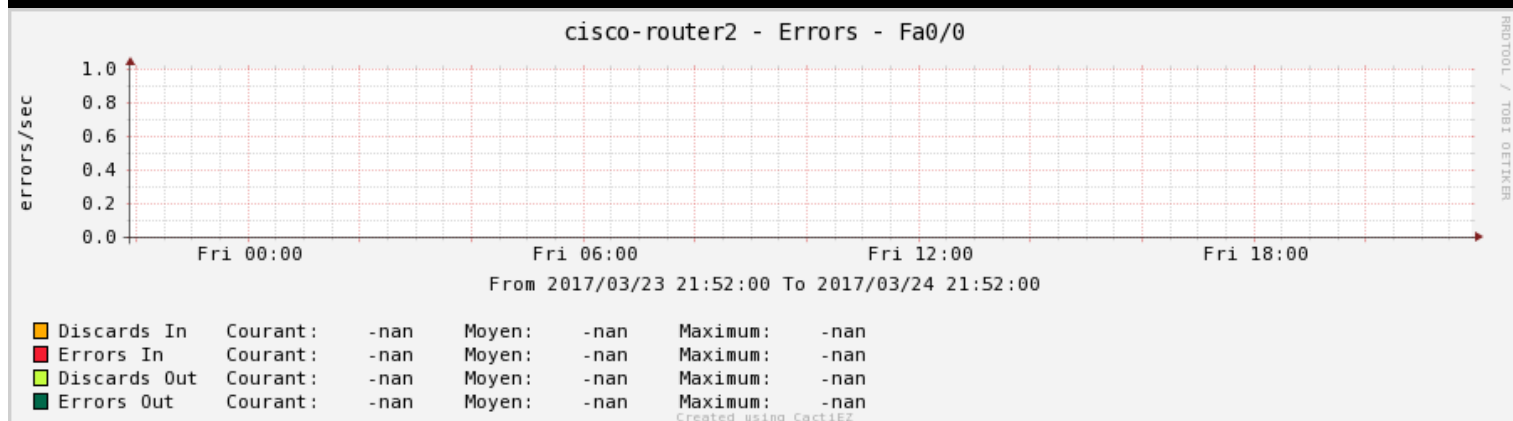 cisco-router2 - Errors - Fa0/0
RRDTOOL / TOBI OETIKER
errors/sec
1.0
0.8
0.6
0.4
0.2
0.0
Fri 00:00 Fri 06:00 Fri 12:00 Fri 18:00
From 2017/03/23 21:52:00 To 2017/03/24 21:52:00
Discards In Courant: -nan Moyen: -nan Maximum: -nan
Errors In Courant: -nan Moyen: -nan Maximum: -nan
Discards Out Courant: -nan Moyen: -nan Maximum: -nan
Errors Out Courant: -nan Moyen: -nan Maximum: -nan
Created using CactiEZ